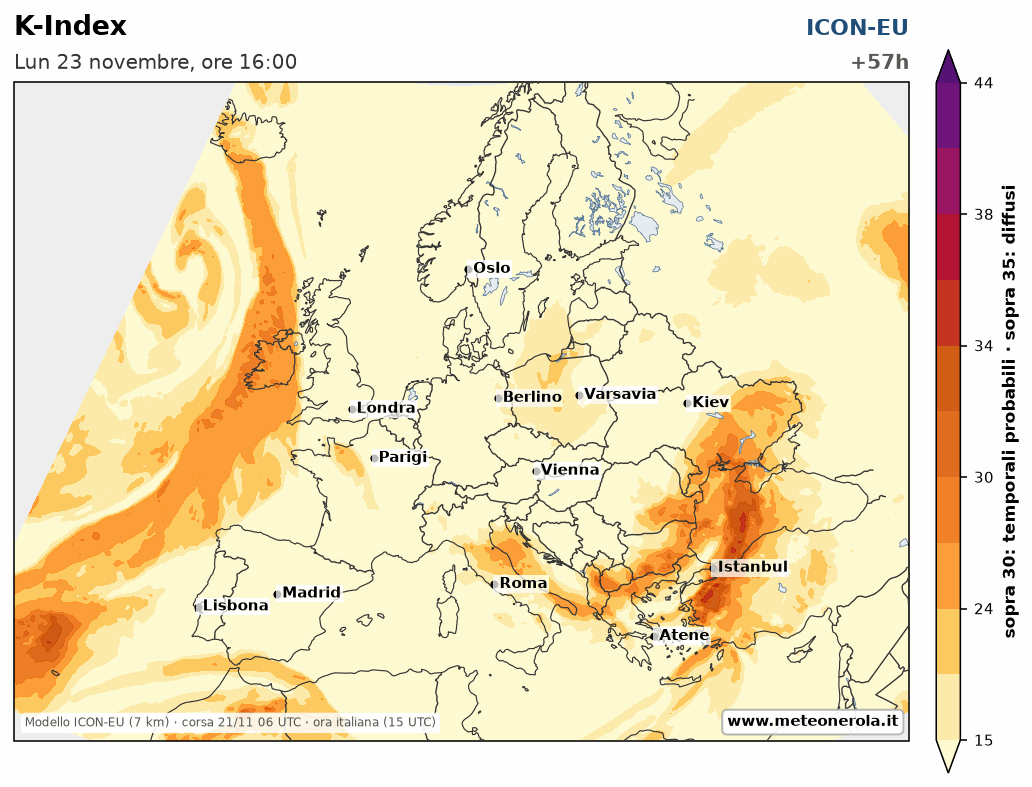 K-Index
ICON-EU
Lun 23 novembre, ore 16:00
+57h
44
38
34
30
24
15
sopra 30: temporali probabili · sopra 35: diffusi
Oslo
Londra
Berlino
Varsavia
Kiev
Parigi
Vienna
Istanbul
Roma
Madrid
Lisbona
Atene
Modello ICON-EU (7 km) · corsa 21/11 06 UTC · ora italiana (15 UTC)
www.meteonerola.it